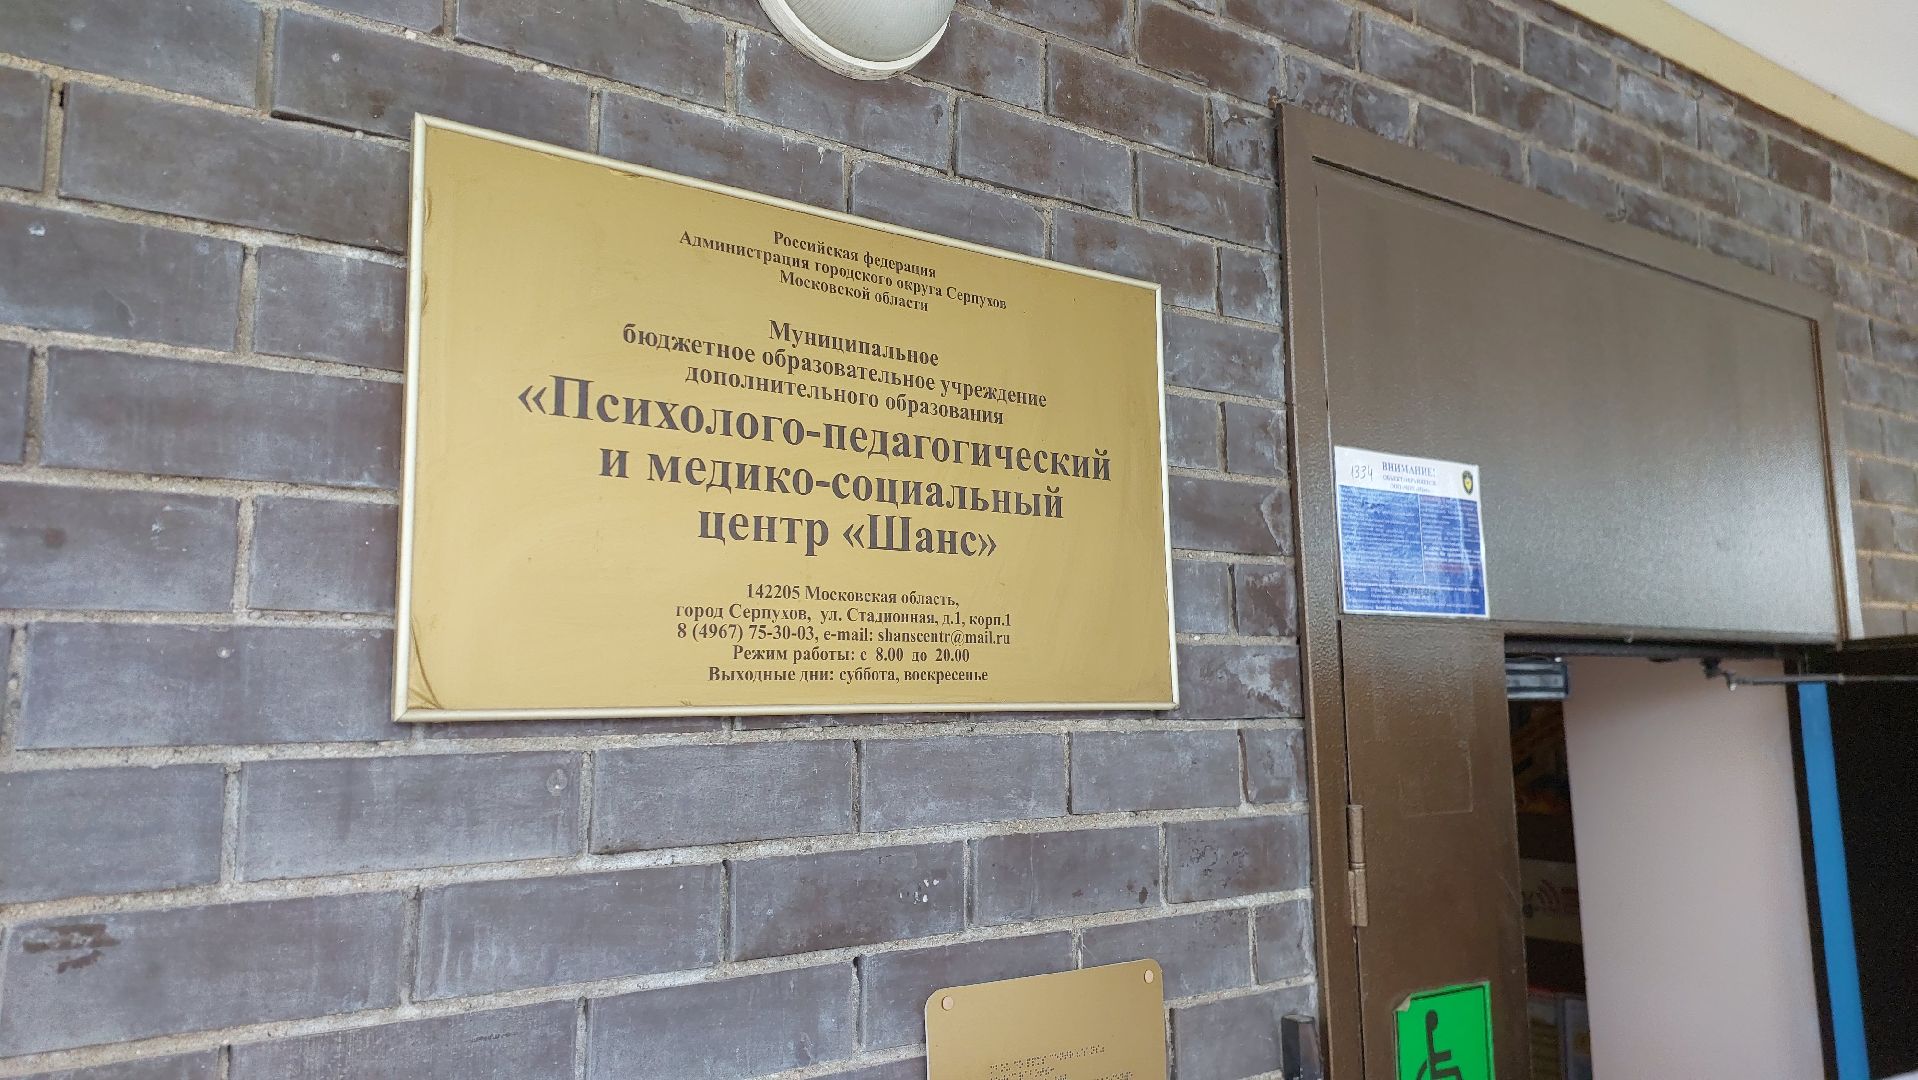 Российская федерация
Администрация городского округа Серпухов
Московской области
Муниципальное
бюджетное образовательное учреждение
дополнительного образования
«Психолого-педагогический
и медико-социальный
центр «Шанс»
142205 Московская область,
город Серпухов, ул. Стадионная, д.1, корп.1
8 (4967) 75-30-03, e-mail: shanscentr@mail.ru
Режим работы: с 8.00 до 20.00
Выходные дни: суббота, воскресенье
1334 ВНИМАНИЕ!
ОБЪЕКТ ОХРАНЯЕТСЯ